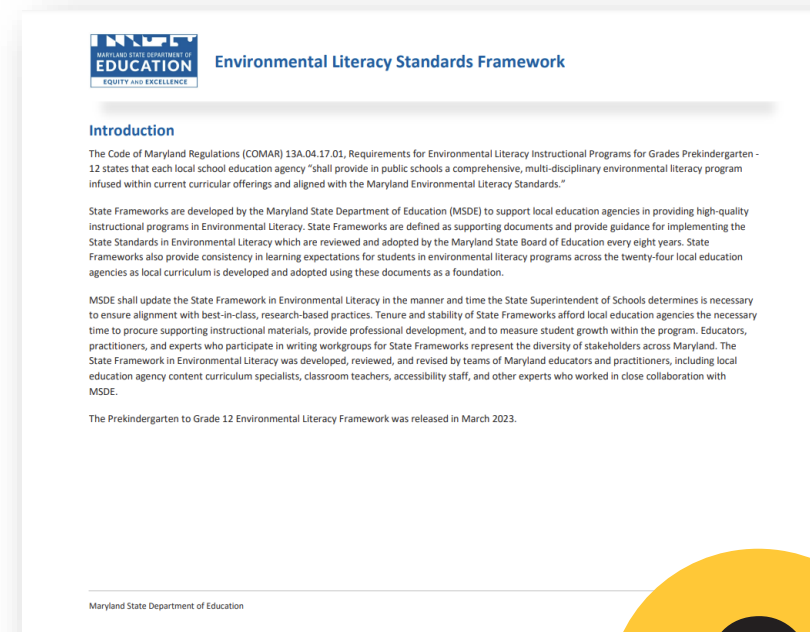 MARYLAND STATE DEPARTMENT OF
EDUCATION
EQUITY AND EXCELLENCE
Environmental Literacy Standards Framework
Introduction
The Code of Maryland Regulations (COMAR) 13A.04.17.01, Requirements for Environmental Literacy Instructional Programs for Grades Prekindergarten -
12 states that each local school education agency “shall provide in public schools a comprehensive, multi-disciplinary environmental literacy program
infused within current curricular offerings and aligned with the Maryland Environmental Literacy Standards.”
State Frameworks are developed by the Maryland State Department of Education (MSDE) to support local education agencies in providing high-quality
instructional programs in Environmental Literacy. State Frameworks are defined as supporting documents and provide guidance for implementing the
State Standards in Environmental Literacy which are reviewed and adopted by the Maryland State Board of Education every eight years. State
Frameworks also provide consistency in learning expectations for students in environmental literacy programs across the twenty-four local education
agencies as local curriculum is developed and adopted using these documents as a foundation.
MSDE shall update the State Framework in Environmental Literacy in the manner and time the State Superintendent of Schools determines is necessary
to ensure alignment with best-in-class, research-based practices. Tenure and stability of State Frameworks afford local education agencies the necessary
time to procure supporting instructional materials, provide professional development, and to measure student growth within the program. Educators,
practitioners, and experts who participate in writing workgroups for State Frameworks represent the diversity of stakeholders across Maryland. The
State Framework in Environmental Literacy was developed, reviewed, and revised by teams of Maryland educators and practitioners, including local
education agency content curriculum specialists, classroom teachers, accessibility staff, and other experts who worked in close collaboration with
MSDE.
The Prekindergarten to Grade 12 Environmental Literacy Framework was released in March 2023.
Maryland State Department of Education